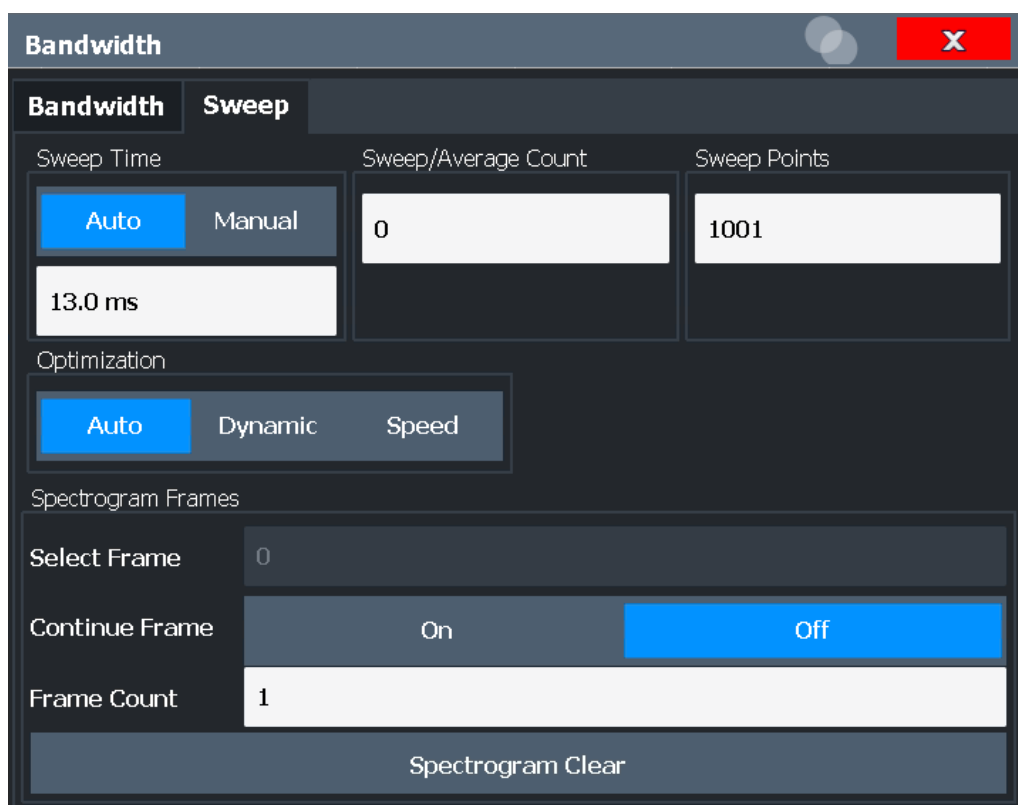 Bandwidth
X
Bandwidth Sweep
Sweep Time Sweep/Average Count Sweep Points
Auto Manual 0 1001
13.0 ms
Optimization
Auto Dynamic Speed
Spectrogram Frames
Select Frame 0
Continue Frame On Off
Frame Count 1
Spectrogram Clear